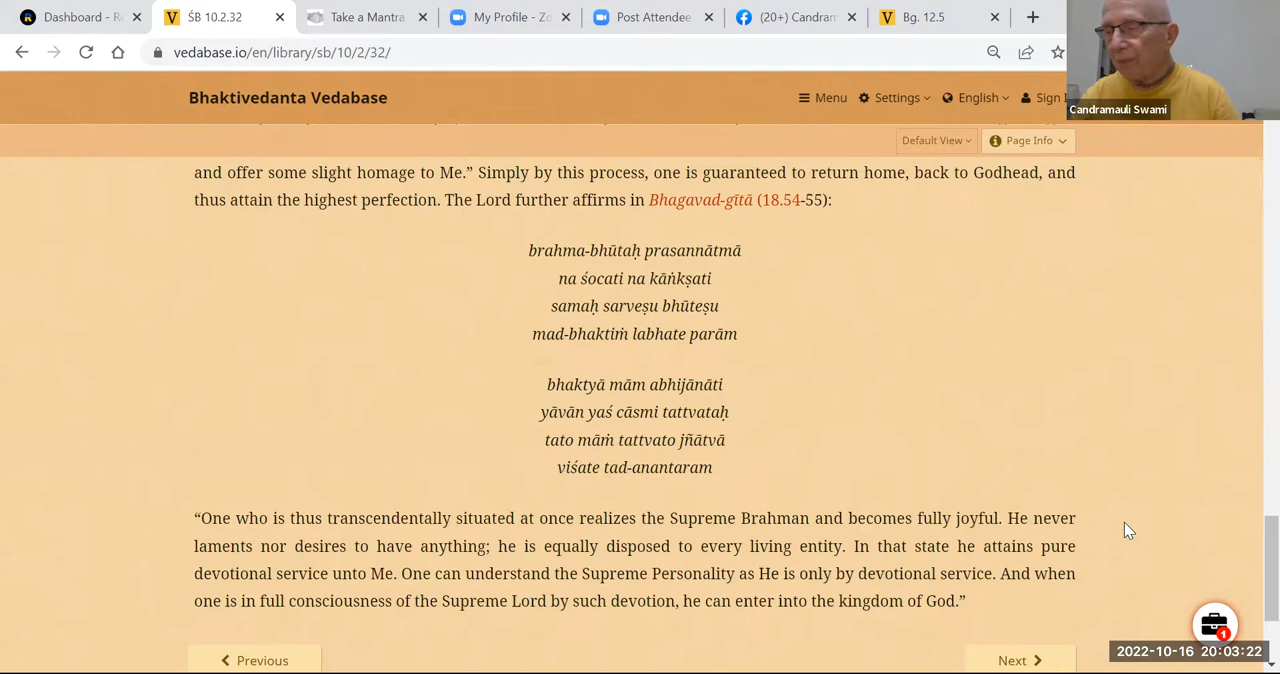 Dashboard - R
ŚB 10.2.32
Take a Mantra
My Profile - Zo
Post Attendee
(20+) Candram
Bg. 12.5
vedabase.io/en/library/sb/10/2/32/
Candramauli Swami
Bhaktivedanta Vedabase
Menu Settings English Sign
Default View Page Info
and offer some slight homage to Me.” Simply by this process, one is guaranteed to return home, back to Godhead, and
thus attain the highest perfection. The Lord further affirms in Bhagavad-gītā (18.54-55):
brahma-bhūtaḥ prasannātmā
na śocati na kāṅkṣati
samaḥ sarveṣu bhūteṣu
mad-bhaktiṁ labhate parām
bhaktyā mām abhijānāti
yāvān yaś cāsmi tattvataḥ
tato māṁ tattvato jñātvā
viśate tad-anantaram
“One who is thus transcendentally situated at once realizes the Supreme Brahman and becomes fully joyful. He never
laments nor desires to have anything; he is equally disposed to every living entity. In that state he attains pure
devotional service unto Me. One can understand the Supreme Personality as He is only by devotional service. And when
one is in full consciousness of the Supreme Lord by such devotion, he can enter into the kingdom of God.”
1
Previous
Next
2022-10-16 20:03:22